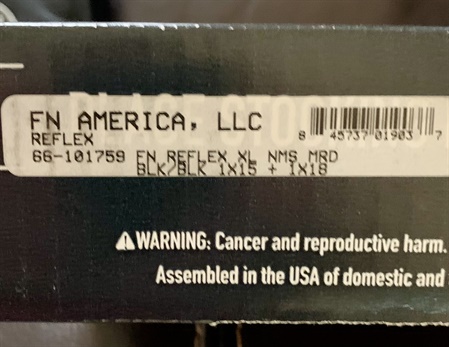 FN AMERICA, LLC
REFLEX
66-101759 FN REFLEX XL NMS MRD
BLK/BLK 1X15 + 1X18
8 45737 01903 7
⚠WARNING: Cancer and reproductive harm.
Assembled in the USA of domestic and